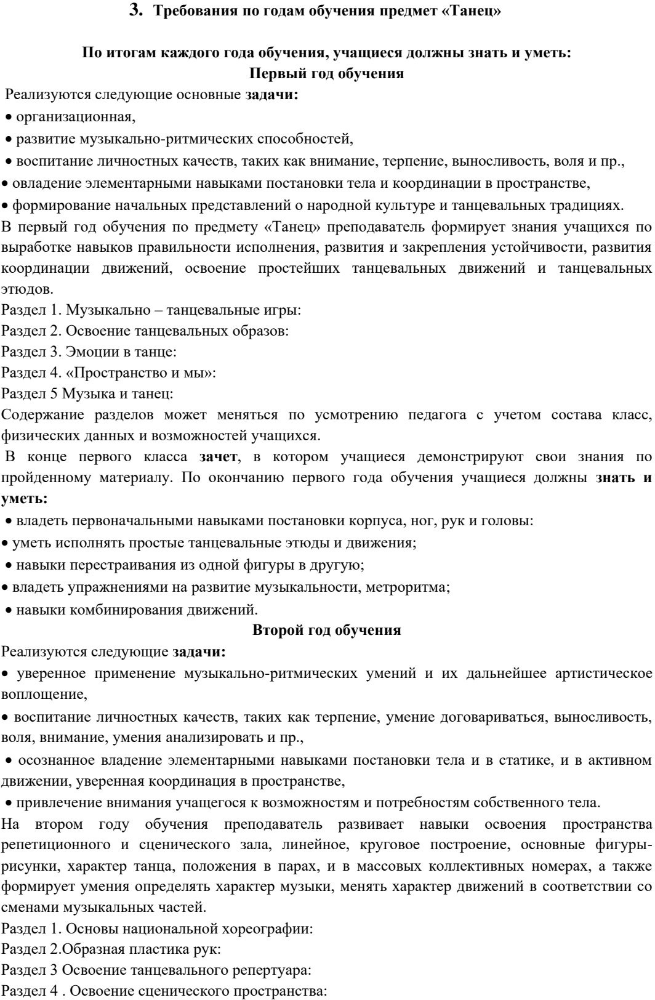 3. Требования по годам обучения предмет «Танец»
По итогам каждого года обучения, учащиеся должны знать и уметь:
Первый год обучения
Реализуются следующие основные задачи:
• организационная,
• развитие музыкально-ритмических способностей,
• воспитание личностных качеств, таких как внимание, терпение, выносливость, воля и пр.,
• овладение элементарными навыками постановки тела и координации в пространстве,
• формирование начальных представлений о народной культуре и танцевальных традициях.
В первый год обучения по предмету «Танец» преподаватель формирует знания учащихся по
выработке навыков правильности исполнения, развития и закрепления устойчивости, развития
координации движений, освоение простейших танцевальных движений и танцевальных
этюдов.
Раздел 1. Музыкально – танцевальные игры:
Раздел 2. Освоение танцевальных образов:
Раздел 3. Эмоции в танце:
Раздел 4. «Пространство и мы»:
Раздел 5 Музыка и танец:
Содержание разделов может меняться по усмотрению педагога с учетом состава класс,
физических данных и возможностей учащихся.
В конце первого класса зачет, в котором учащиеся демонстрируют свои знания по
пройденному материалу. По окончанию первого года обучения учащиеся должны знать и
уметь:
• владеть первоначальными навыками постановки корпуса, ног, рук и головы:
• уметь исполнять простые танцевальные этюды и движения;
• навыки перестраивания из одной фигуры в другую;
• владеть упражнениями на развитие музыкальности, метроритма;
• навыки комбинирования движений.
Второй год обучения
Реализуются следующие задачи:
• уверенное применение музыкально-ритмических умений и их дальнейшее артистическое
воплощение,
• воспитание личностных качеств, таких как терпение, умение договариваться, выносливость,
воля, внимание, умения анализировать и пр.,
• осознанное владение элементарными навыками постановки тела и в статике, и в активном
движении, уверенная координация в пространстве,
• привлечение внимания учащегося к возможностям и потребностям собственного тела.
На втором году обучения преподаватель развивает навыки освоения пространства
репетиционного и сценического зала, линейное, круговое построение, основные фигуры-
рисунки, характер танца, положения в парах, и в массовых коллективных номерах, а также
формирует умения определять характер музыки, менять характер движений в соответствии со
сменами музыкальных частей.
Раздел 1. Основы национальной хореографии:
Раздел 2.Образная пластика рук:
Раздел 3 Освоение танцевального репертуара:
Раздел 4 . Освоение сценического пространства: